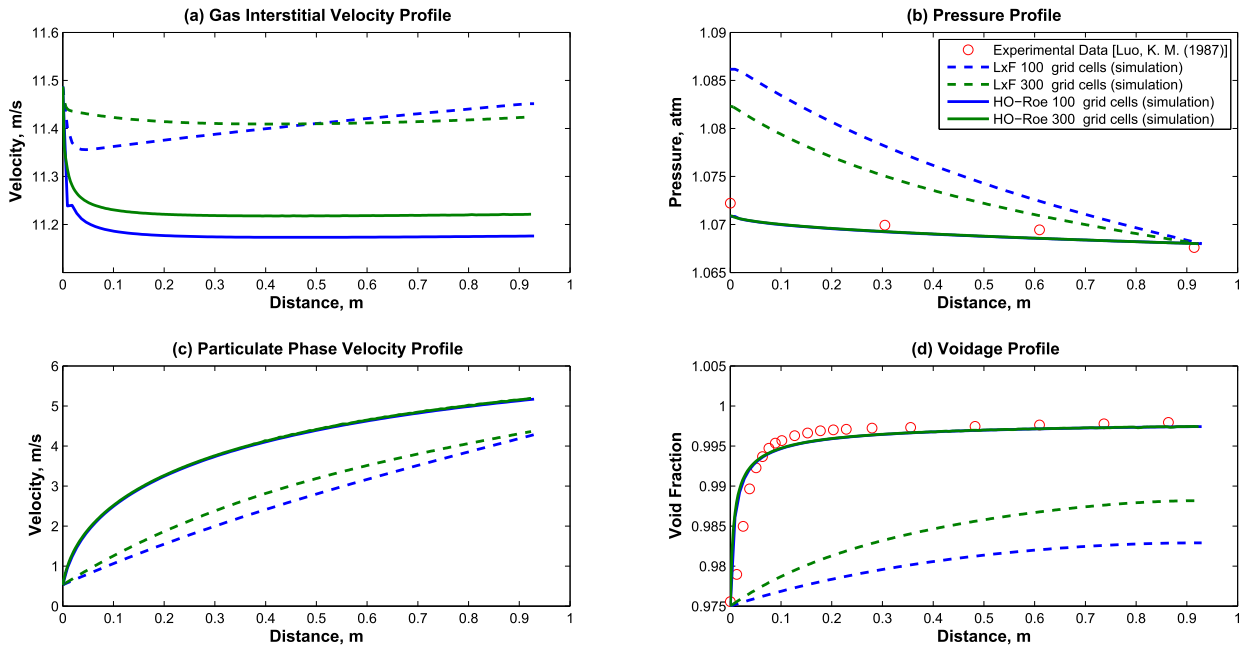 (a) Gas Interstitial Velocity Profile
11.6
11.5
11.4
11.3
11.2
Velocity, m/s
0 0.1 0.2 0.3 0.4 0.5 0.6 0.7 0.8 0.9 1
Distance, m
(b) Pressure Profile
1.09
1.085
1.08
1.075
1.07
1.065
Pressure, atm
Experimental Data [Luo, K. M. (1987)]
LxF 100 grid cells (simulation)
LxF 300 grid cells (simulation)
HO−Roe 100 grid cells (simulation)
HO−Roe 300 grid cells (simulation)
0 0.1 0.2 0.3 0.4 0.5 0.6 0.7 0.8 0.9 1
Distance, m
(c) Particulate Phase Velocity Profile
6
5
4
3
2
1
0
Velocity, m/s
0 0.1 0.2 0.3 0.4 0.5 0.6 0.7 0.8 0.9 1
Distance, m
(d) Voidage Profile
1.005
1
0.995
0.99
0.985
0.98
0.975
Void Fraction
0 0.1 0.2 0.3 0.4 0.5 0.6 0.7 0.8 0.9 1
Distance, m